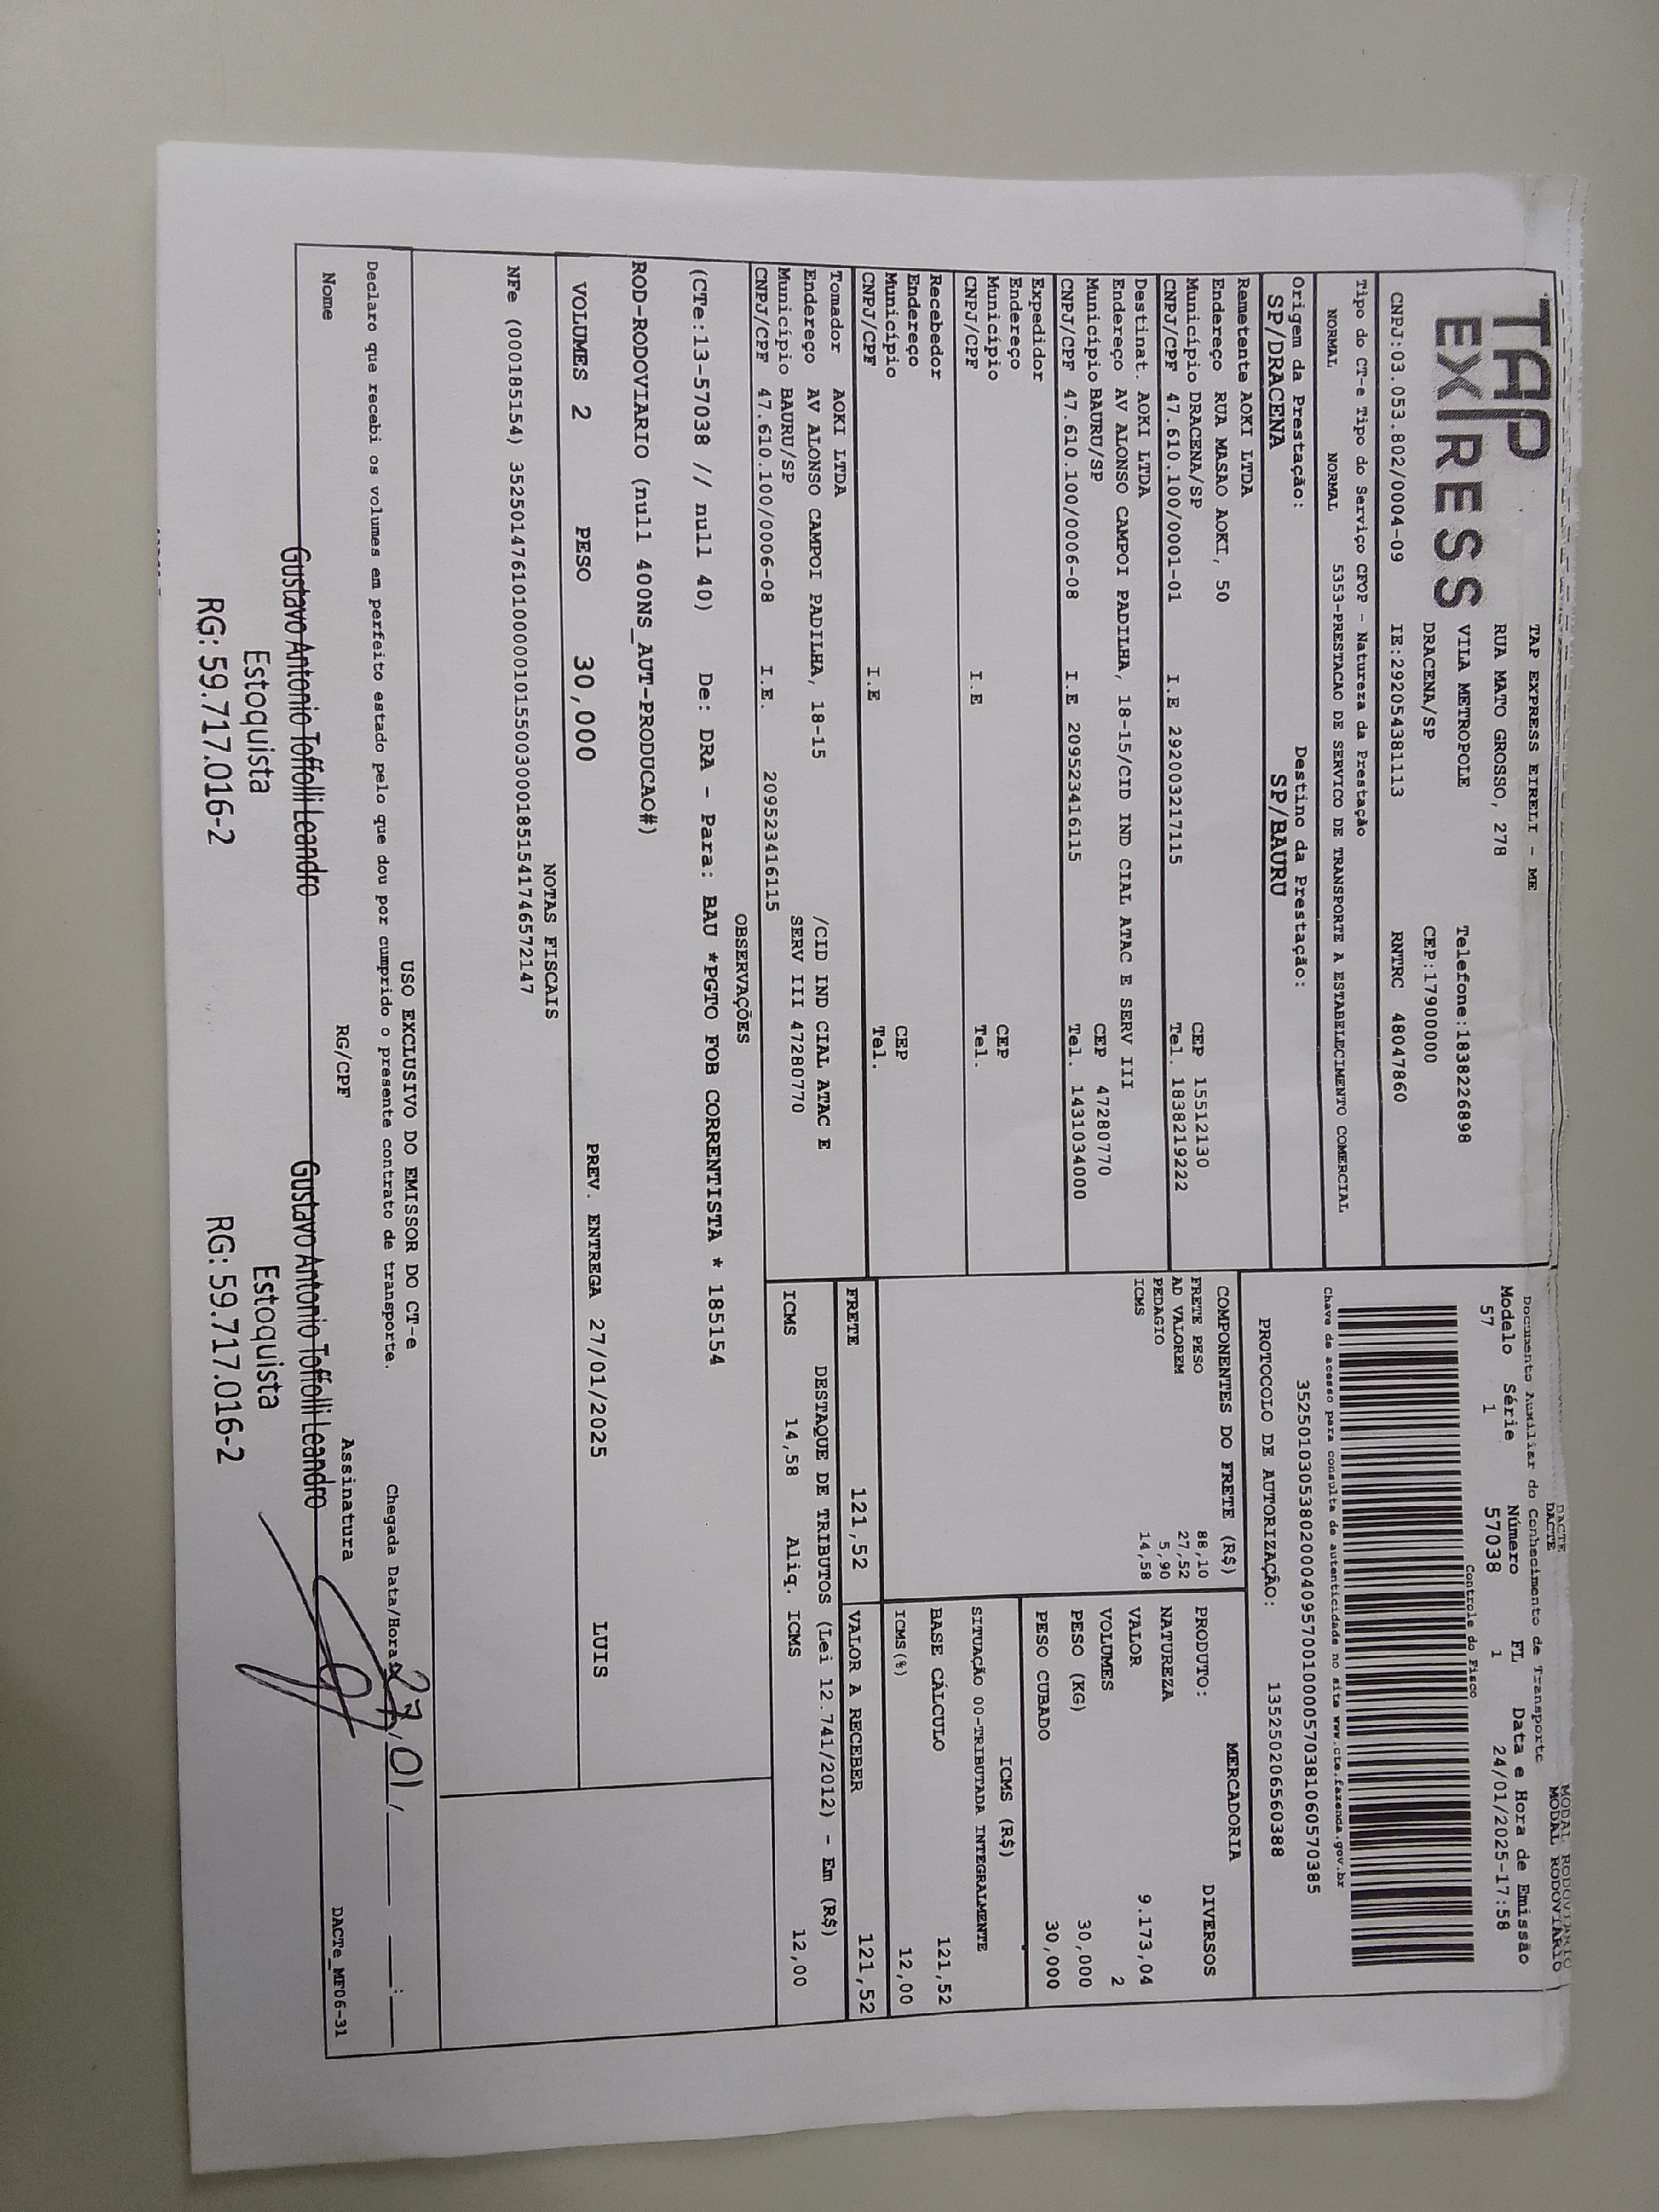 DACTE MODAL RODOVIARIO
DACTE MODAL RODOVIARIO
TAP
EXPRESS
TAP EXPRESS EIRELI - ME
RUA MATO GROSSO, 278
VILA METROPOLE Telefone:1838226898
DRACENA/SP CEP:17900000
CNPJ:03.053.802/0004-09 IE:292054381113 RNTRC 48047860
Documento Auxiliar do Conhecimento de Transporte
Modelo Série Número FL Data e Hora de Emissão
57 1 57038 1 24/01/2025-17:58
Controle do Fisco
Chave de acesso para consulta de autenticidade no site www.cte.fazenda.gov.br
35250103053802000409570010000570381060570385
PROTOCOLO DE AUTORIZAÇÃO: 135250206560388
Tipo do CT-e Tipo do Serviço CFOP - Natureza da Prestação
NORMAL NORMAL 5353-PRESTACAO DE SERVICO DE TRANSPORTE A ESTABELECIMENTO COMERCIAL
Origem da Prestação: Destino da Prestação:
SP/DRACENA SP/BAURU
Remetente AOKI LTDA
Endereço RUA MASAO AOKI, 50
Município DRACENA/SP CEP 15512130
CNPJ/CPF 47.610.100/0001-01 I.E 292003217115 Tel. 1838219222
Destinat. AOKI LTDA
Endereço AV ALONSO CAMPOI PADILHA, 18-15/CID IND CIAL ATAC E SERV III
Município BAURU/SP CEP 47280770
CNPJ/CPF 47.610.100/0006-08 I.E 209523416115 Tel. 1431034000
Expedidor
Endereço
Município CEP
CNPJ/CPF I.E Tel.
Recebedor
Endereço
Município CEP
CNPJ/CPF I.E Tel.
Tomador AOKI LTDA
Endereço AV ALONSO CAMPOI PADILHA, 18-15 /CID IND CIAL ATAC E
Município BAURU/SP SERV III 47280770
CNPJ/CPF 47.610.100/0006-08 I.E. 209523416115
COMPONENTES DO FRETE (R$)
FRETE PESO 88,10
AD VALOREM 27,52
PEDAGIO 5,90
ICMS 14,58
MERCADORIA
PRODUTO: DIVERSOS
NATUREZA
VALOR 9.173,04
VOLUMES 2
PESO (KG) 30,000
PESO CUBADO 30,000
ICMS (R$)
SITUAÇÃO 00-TRIBUTADA INTEGRALMENTE
BASE CÁLCULO 121,52
ICMS(%) 12,00
FRETE 121,52 VALOR A RECEBER 121,52
DESTAQUE DE TRIBUTOS (Lei 12.741/2012) - Em (R$)
ICMS 14,58 Aliq. ICMS 12,00
OBSERVAÇÕES
(CTe:13-57038 // null 40) De: DRA - Para: BAU *PGTO FOB CORRENTISTA * 185154
ROD-RODOVIARIO (null 400NS_AUT-PRODUCAO#)
VOLUMES 2 PESO 30,000 PREV. ENTREGA 27/01/2025 LUIS
NOTAS FISCAIS
NFe (000185154) 35250147610100000101550030001851541746572147
USO EXCLUSIVO DO EMISSOR DO CT-e
Declaro que recebi os volumes em perfeito estado pelo que dou por cumprido o presente contrato de transporte. Chegada Data/Hora 27/01/ :
Nome RG/CPF Assinatura DACTe_MF06-31
Gustavo Antonio Toffolli Leandro Gustavo Antonio Toffolli Leandro
Estoquista Estoquista
RG: 59.717.016-2 RG: 59.717.016-2